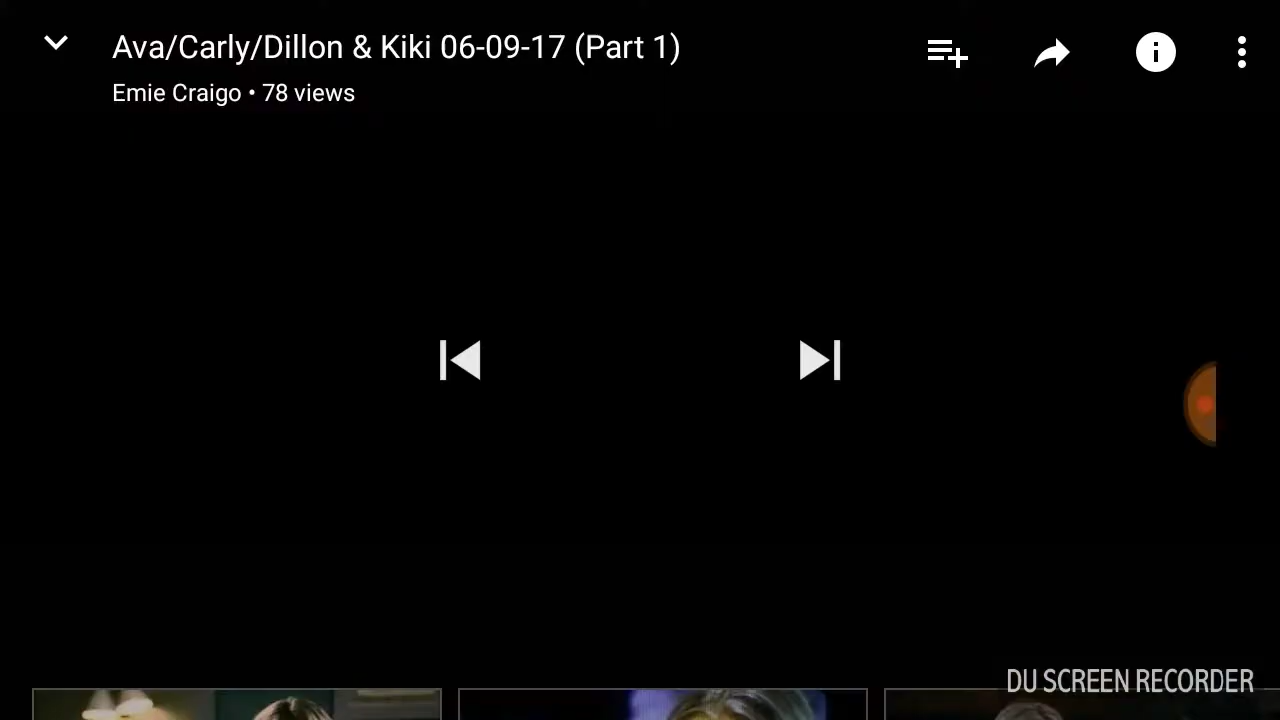 Ava/Carly/Dillon & Kiki 06-09-17 (Part 1)
Emie Craigo • 78 views
DU SCREEN RECORDER